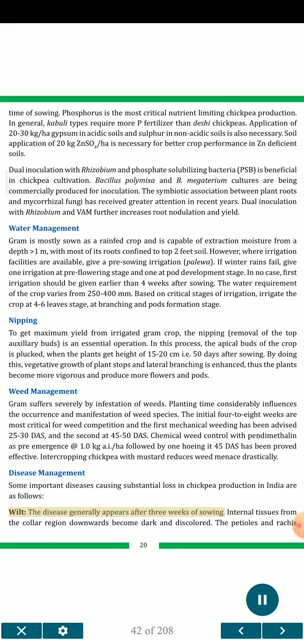 time of sowing. Phosphorus is the most critical nutrient limiting chickpea production.
In general, kabuli types require more P fertilizer than deshi chickpeas. Application of
20-30 kg/ha gypsum in acidic soils and sulphur in non-acidic soils is also necessary. Soil
application of 20 kg ZnSO4/ha is necessary for better crop performance in Zn deficient
soils.
Dual inoculation with Rhizobium and phosphate solubilizing bacteria (PSB) is beneficial
in chickpea cultivation. Bacillus polymixa and B. megaterium cultures are being
commercially produced for inoculation. The symbiotic association between plant roots
and mycorrhizal fungi has received greater attention in recent years. Dual inoculation
with Rhizobium and VAM further increases root nodulation and yield.
Water Management
Gram is mostly sown as a rainfed crop and is capable of extraction moisture from a
depth >1 m, with most of its roots confined to top 2 feet soil. However, where irrigation
facilities are available, give a pre-sowing irrigation (palewa). If winter rains fail, give
one irrigation at pre-flowering stage and one at pod development stage. In no case, first
irrigation should be given earlier than 4 weeks after sowing. The water requirement
of the crop varies from 250-400 mm. Based on critical stages of irrigation, irrigate the
crop at 4-6 leaves stage, at branching and pods formation stage.
Nipping
To get maximum yield from irrigated gram crop, the nipping (removal of the top
auxillary buds) is an essential operation. In this process, the apical buds of the crop
is plucked, when the plants get height of 15-20 cm i.e. 50 days after sowing. By doing
this, vegetative growth of plant stops and lateral branching is enhanced, thus the plants
become more vigorous and produce more flowers and pods.
Weed Management
Gram suffers severely by infestation of weeds. Planting time considerably influences
the occurrence and manifestation of weed species. The initial four-to-eight weeks are
most critical for weed competition and the first mechanical weeding has been advised
25-30 DAS, and the second at 45-50 DAS. Chemical weed control with pendimethalin
as pre emergence @ 1.0 kg a.i./ha followed by one hoeing it 45 DAS has been proved
effective. Intercropping chickpea with mustard reduces weed menace drastically.
Disease Management
Some important diseases causing substantial loss in chickpea production in India are
as follows:
Wilt: The disease generally appears after three weeks of sowing. Internal tissues from
the collar region downwards become dark and discolored. The petioles and rachis
20
42 of 208